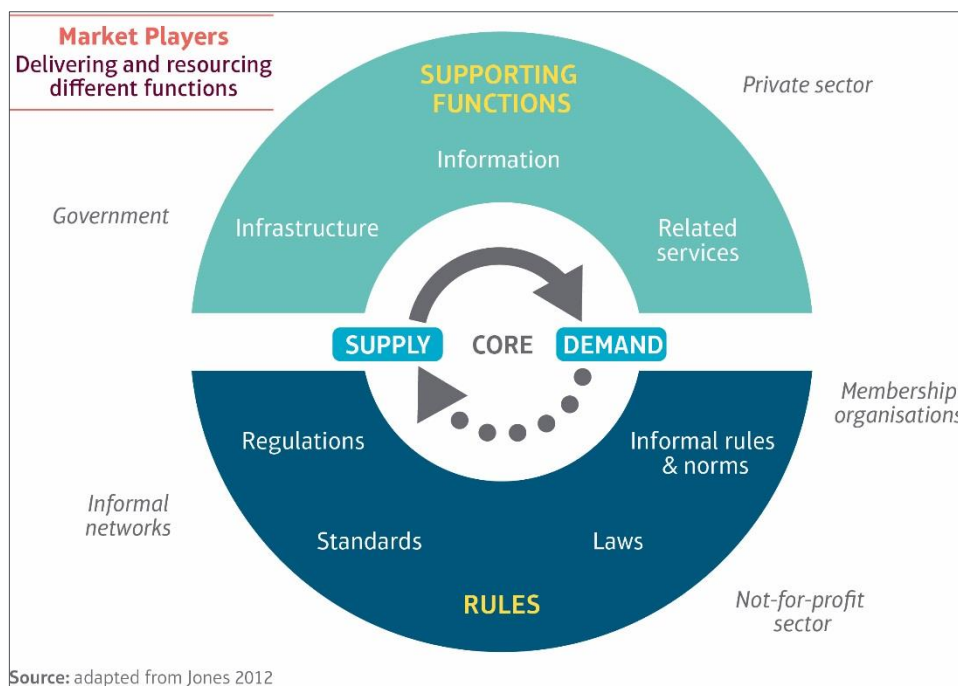 Market Players
Delivering and resourcing
different functions
SUPPORTING
FUNCTIONS
Private sector
Information
Government
Infrastructure
Related
services
SUPPLY
CORE
DEMAND
Membership
organisations
Regulations
Informal rules
& norms
Informal
networks
Standards
Laws
RULES
Not-for-profit
sector
Source: adapted from Jones 2012